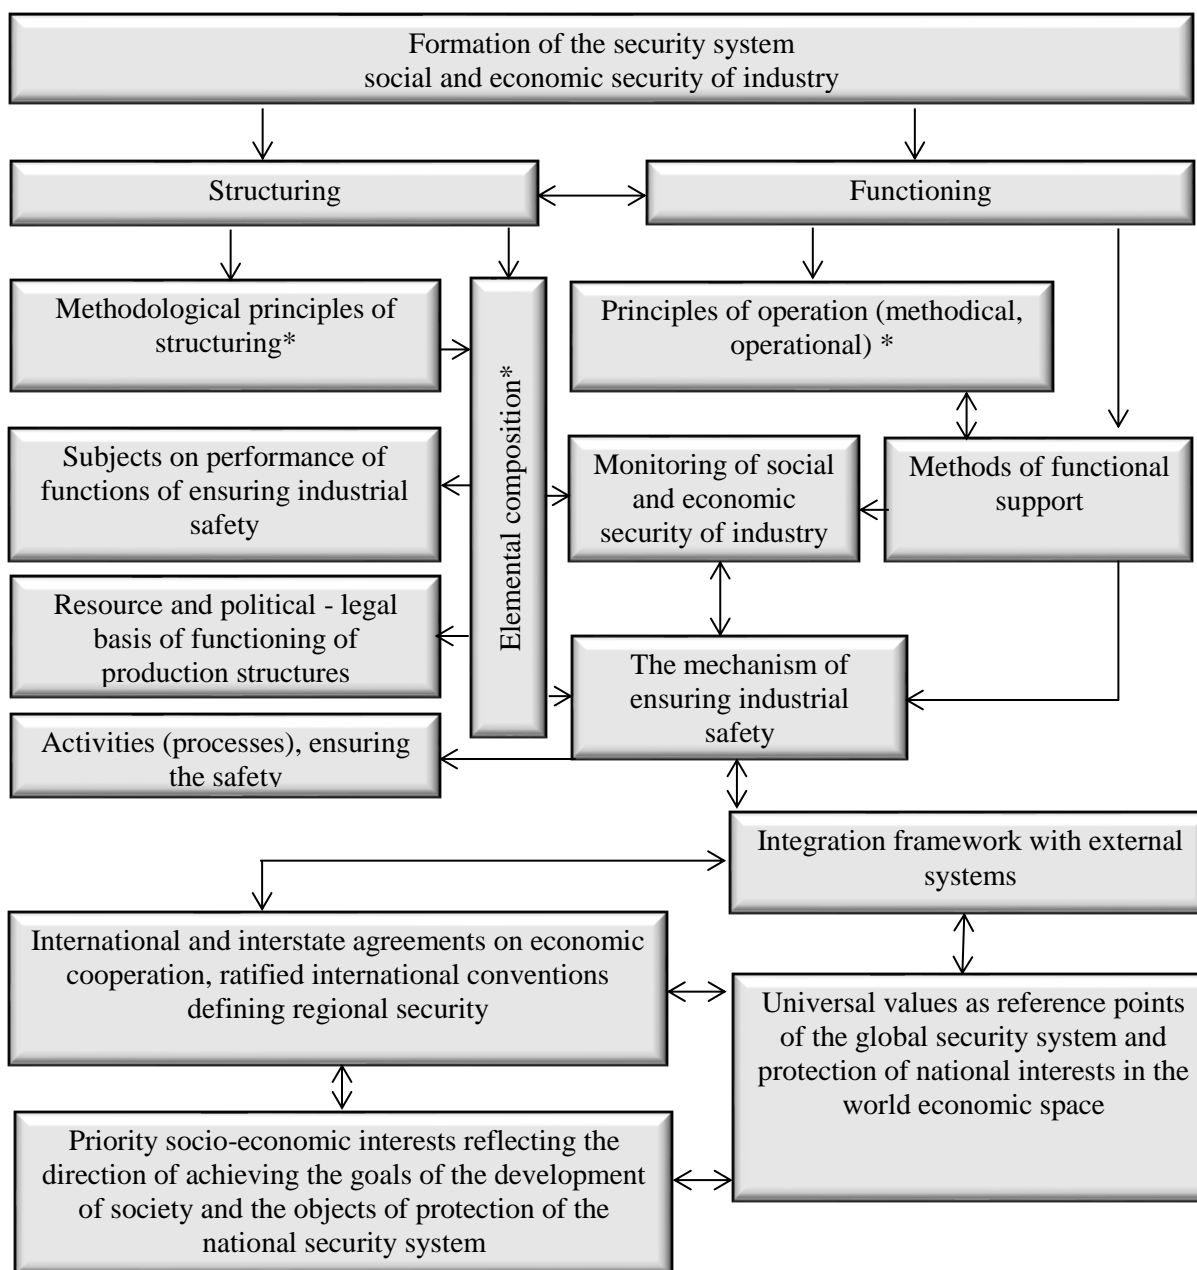 Formation of the security system
social and economic security of industry
Structuring
Functioning
Methodological principles of
structuring*
Elemental composition*
Principles of operation (methodical,
operational) *
Subjects on performance of
functions of ensuring industrial
safety
Monitoring of social
and economic
security of industry
Methods of functional
support
Resource and political - legal
basis of functioning of
production structures
The mechanism of
ensuring industrial
safety
Activities (processes), ensuring
the safety
Integration framework with external
systems
International and interstate agreements on economic
cooperation, ratified international conventions
defining regional security
Universal values as reference points
of the global security system and
protection of national interests in the
world economic space
Priority socio-economic interests reflecting the
direction of achieving the goals of the development
of society and the objects of protection of the
national security system